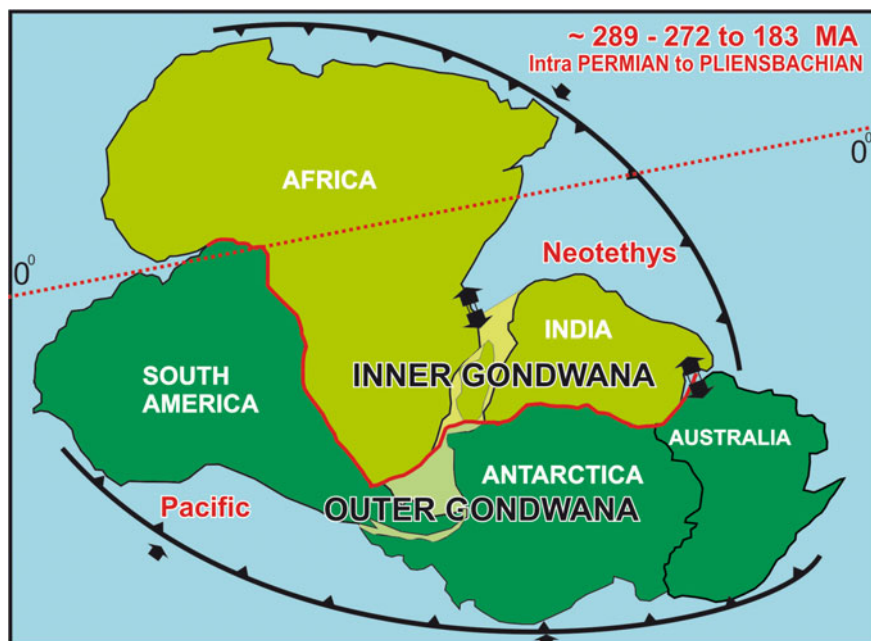 ~ 289 - 272 to 183 MA
Intra PERMIAN to PLIENSBACHIAN
0⁰
AFRICA
Neotethys
0⁰
INDIA
SOUTH
AMERICA
INNER GONDWANA
AUSTRALIA
ANTARCTICA
Pacific
OUTER GONDWANA